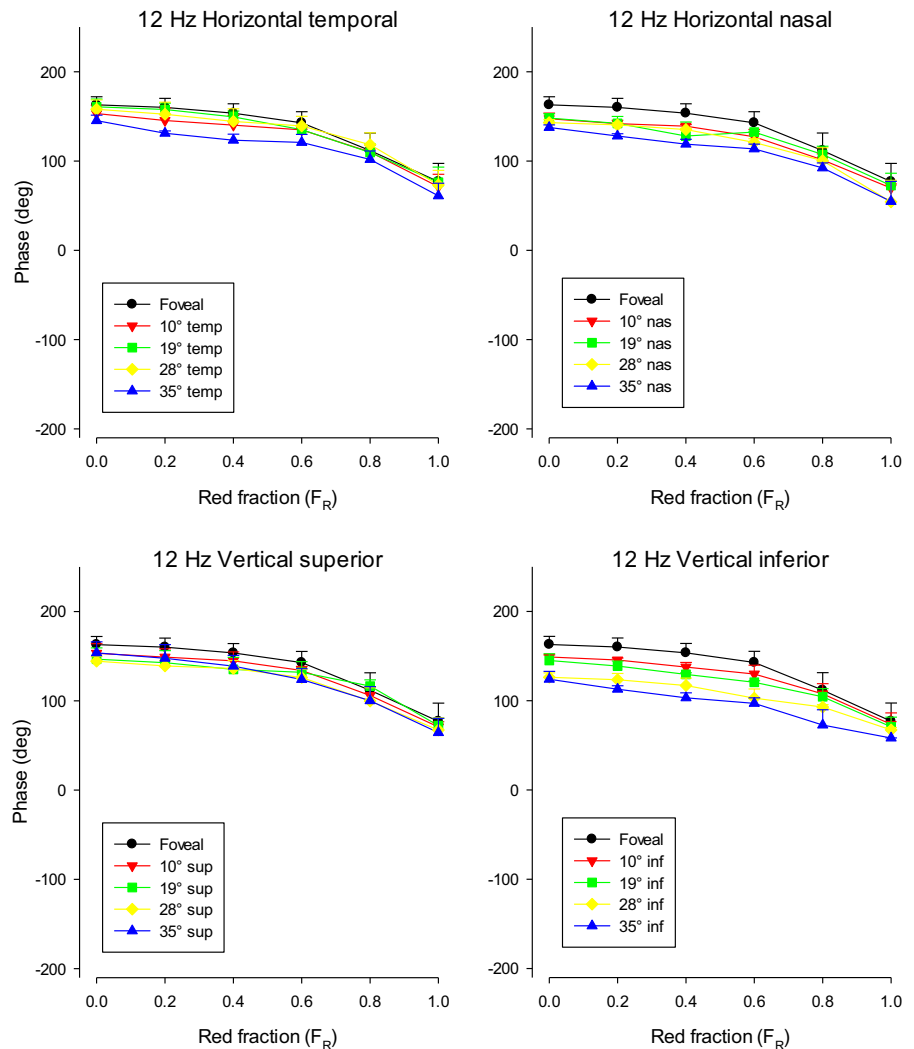 12 Hz Horizontal temporal
200
100
0
-100
-200
Phase (deg)
Foveal
10° temp
19° temp
28° temp
35° temp
0.0 0.2 0.4 0.6 0.8 1.0
Red fraction (F_R)
12 Hz Horizontal nasal
200
100
0
-100
-200
Foveal
10° nas
19° nas
28° nas
35° nas
0.0 0.2 0.4 0.6 0.8 1.0
Red fraction (F_R)
12 Hz Vertical superior
200
100
0
-100
-200
Phase (deg)
Foveal
10° sup
19° sup
28° sup
35° sup
0.0 0.2 0.4 0.6 0.8 1.0
Red fraction (F_R)
12 Hz Vertical inferior
200
100
0
-100
-200
Foveal
10° inf
19° inf
28° inf
35° inf
0.0 0.2 0.4 0.6 0.8 1.0
Red fraction (F_R)